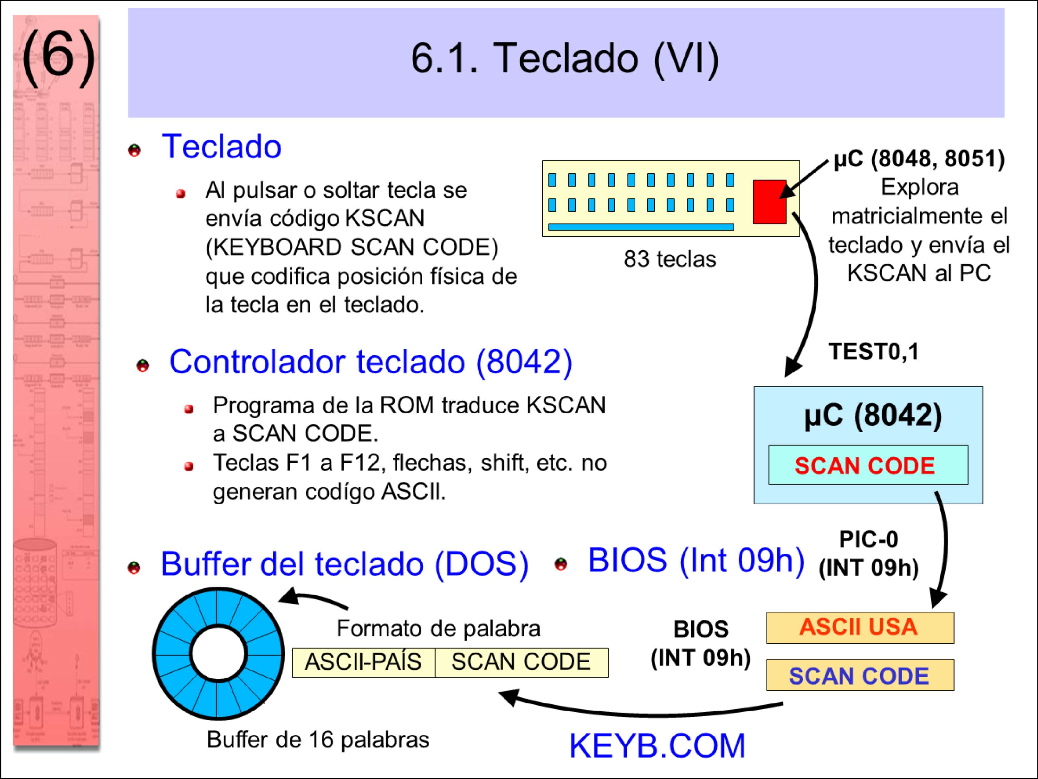 (6)
6.1. Teclado (VI)
Teclado
Al pulsar o soltar tecla se
envía código KSCAN
(KEYBOARD SCAN CODE)
que codifica posición física de
la tecla en el teclado.
83 teclas
µC (8048, 8051)
Explora
matricialmente el
teclado y envía el
KSCAN al PC
TEST0,1
Controlador teclado (8042)
Programa de la ROM traduce KSCAN
a SCAN CODE.
Teclas F1 a F12, flechas, shift, etc. no
generan codígo ASCII.
µC (8042)
SCAN CODE
PIC-0
(INT 09h)
Buffer del teclado (DOS)
BIOS (Int 09h)
Formato de palabra
ASCII-PAÍS SCAN CODE
Buffer de 16 palabras
BIOS
(INT 09h)
ASCII USA
SCAN CODE
KEYB.COM